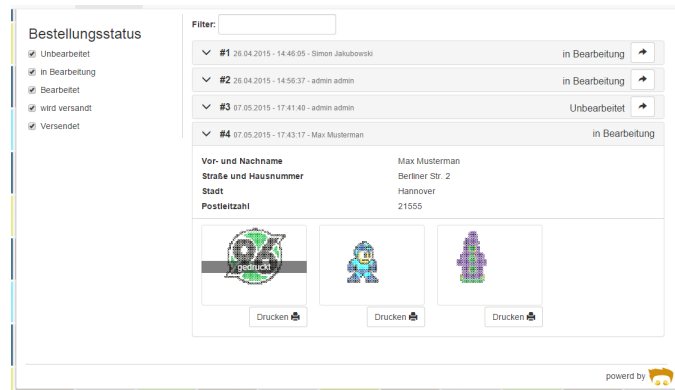 Bestellungsstatus
Unbearbeitet
in Bearbeitung
Bearbeitet
wird versandt
Versendet
Filter:
#1 26.04.2015 - 14:46:05 - Simon Jakubowski in Bearbeitung
#2 26.04.2015 - 14:56:37 - admin admin in Bearbeitung
#3 07.05.2015 - 17:41:40 - admin admin Unbearbeitet
#4 07.05.2015 - 17:43:17 - Max Musterman in Bearbeitung
Vor- und Nachname Max Musterman
Straße und Hausnummer Berliner Str. 2
Stadt Hannover
Postleitzahl 21555
96
gedruckt
Drucken Drucken Drucken
powerd by